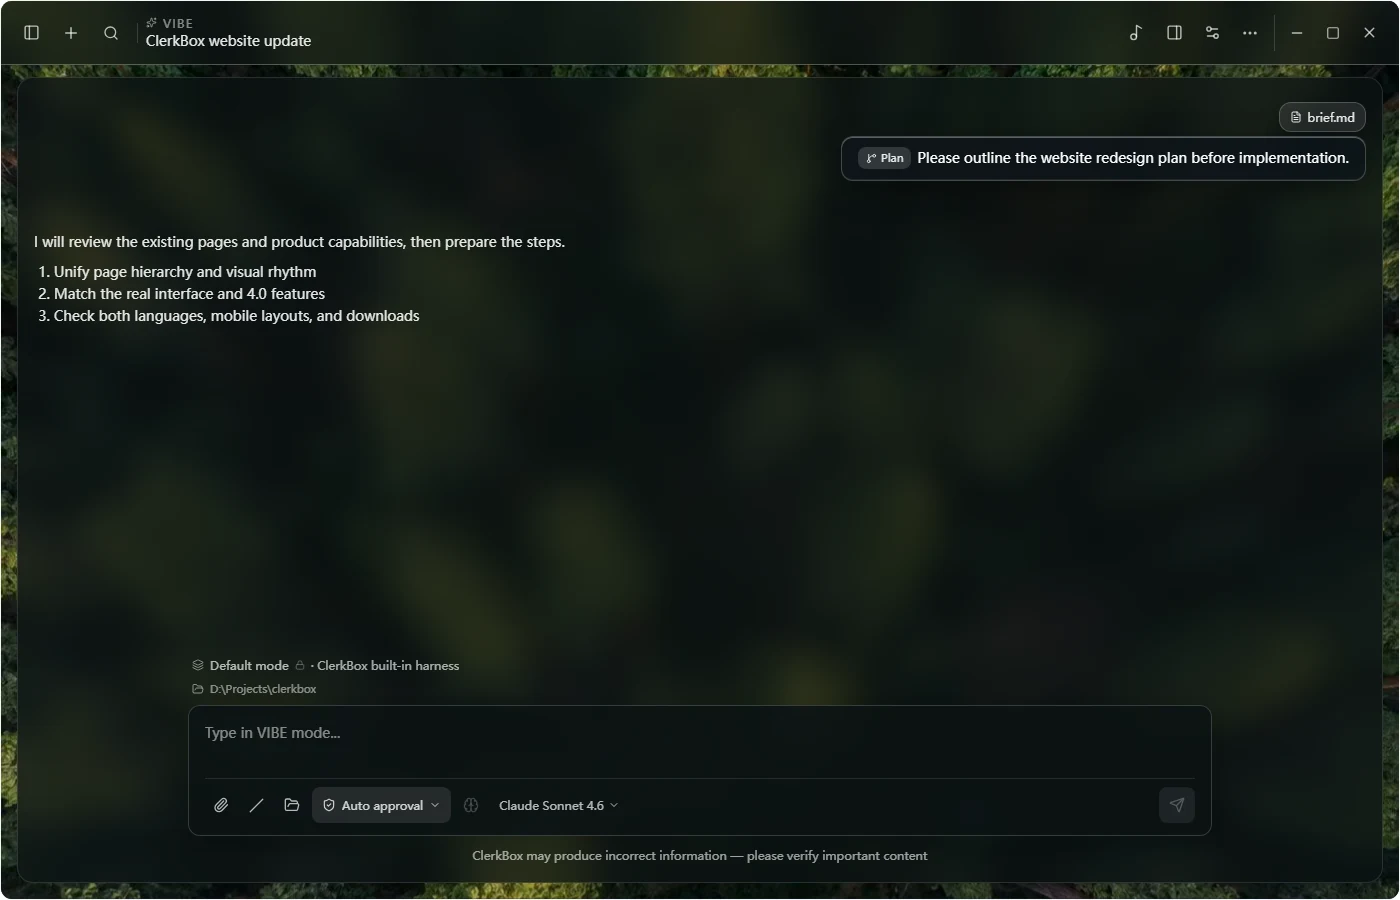 VIBE
ClerkBox website update
brief.md
Plan Please outline the website redesign plan before implementation.
I will review the existing pages and product capabilities, then prepare the steps.
1. Unify page hierarchy and visual rhythm
2. Match the real interface and 4.0 features
3. Check both languages, mobile layouts, and downloads
Default mode · ClerkBox built-in harness
D:\Projects\clerkbox
Type in VIBE mode...
Auto approval Claude Sonnet 4.6
ClerkBox may produce incorrect information — please verify important content